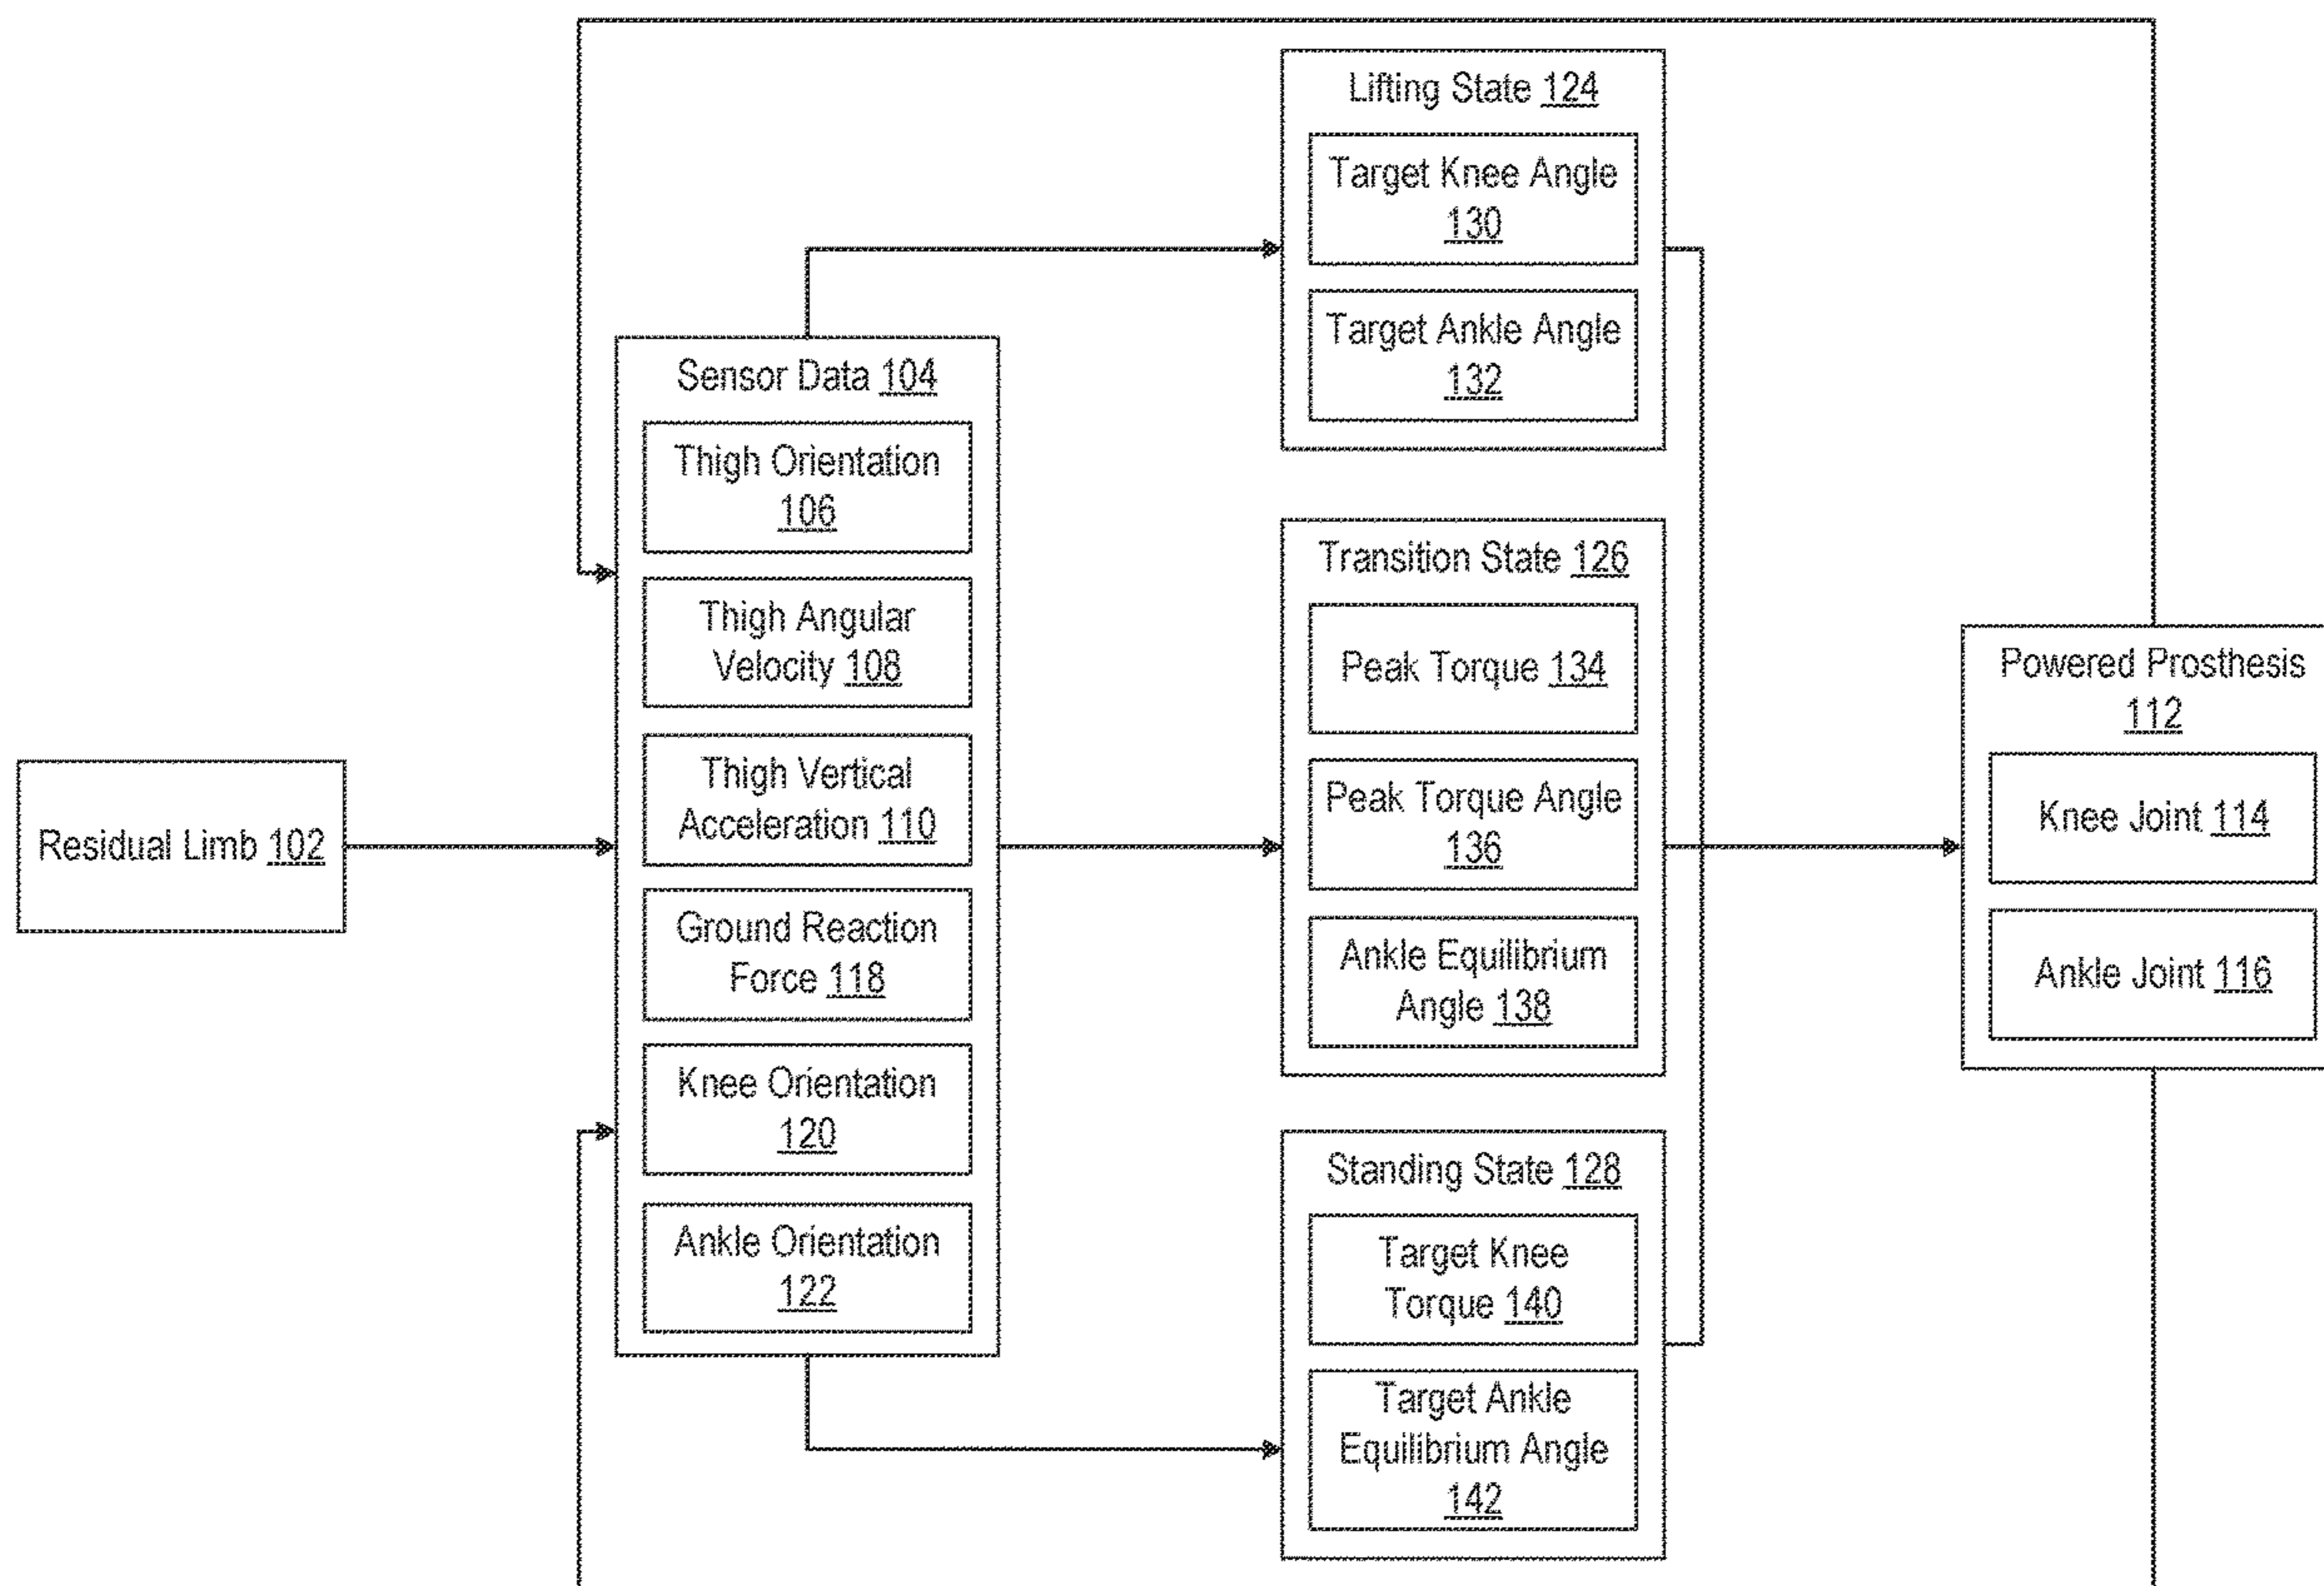 Residual Limb 102
Sensor Data 104
Thigh Orientation
106
Thigh Angular
Velocity 108
Thigh Vertical
Acceleration 110
Ground Reaction
Force 118
Knee Orientation
120
Ankle Orientation
122
Lifting State 124
Target Knee Angle
130
Target Ankle Angle
132
Transition State 126
Peak Torque 134
Peak Torque Angle
136
Ankle Equilibrium
Angle 138
Standing State 128
Target Knee
Torque 140
Target Ankle
Equilibrium Angle
142
Powered Prosthesis
112
Knee Joint 114
Ankle Joint 116